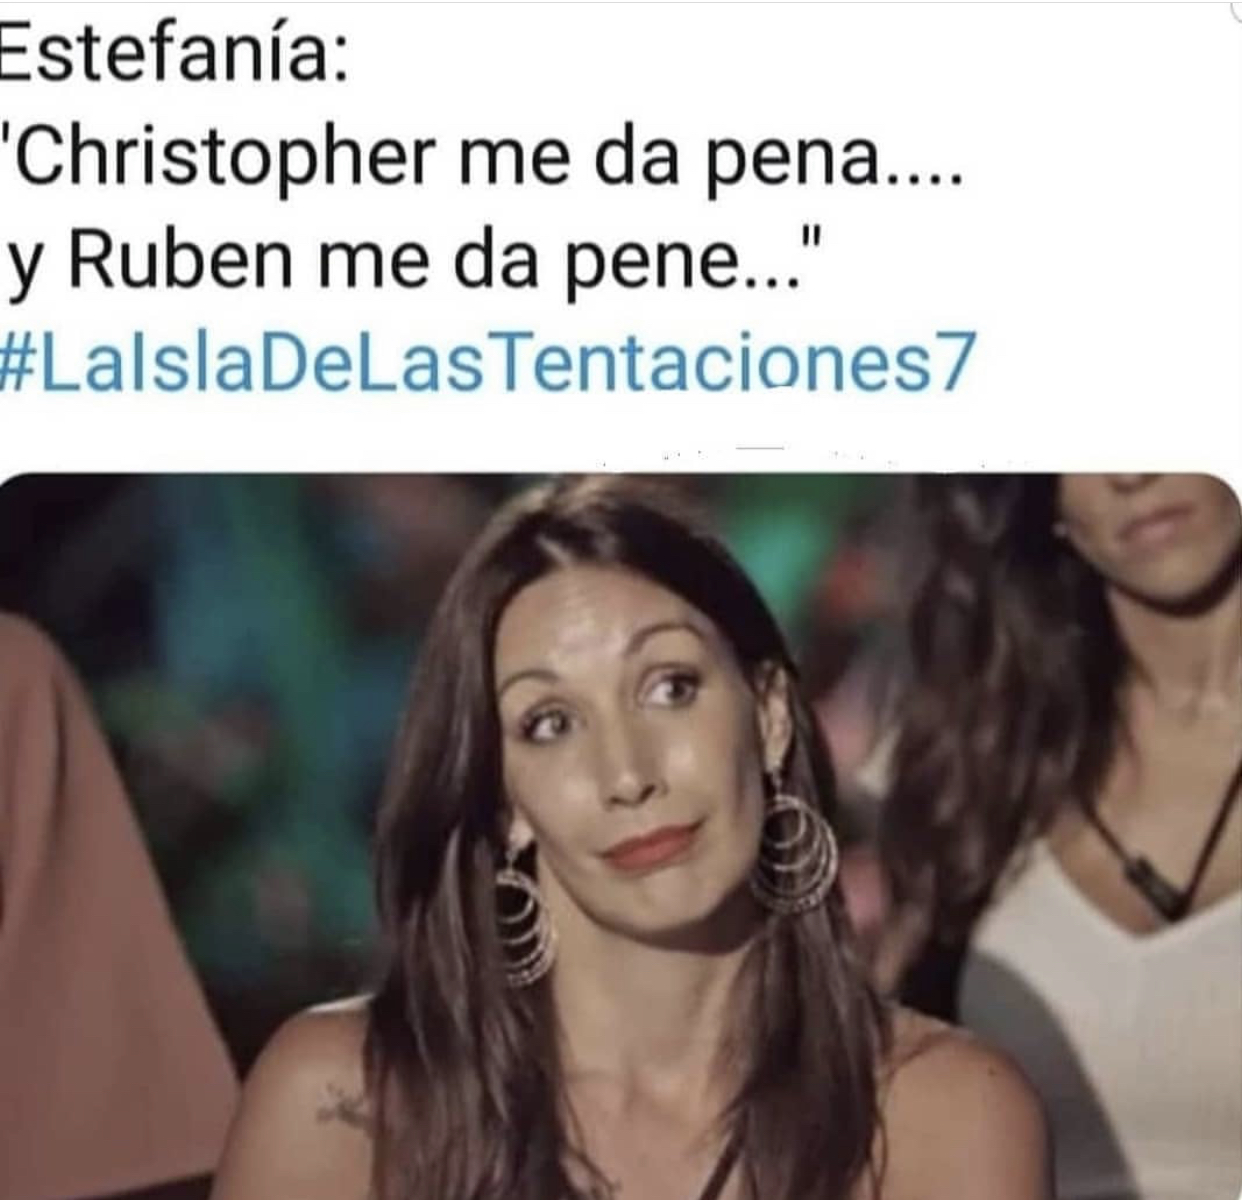 Estefanía:
"Christopher me da pena....
y Ruben me da pene..."
#LaIslaDeLasTentaciones7